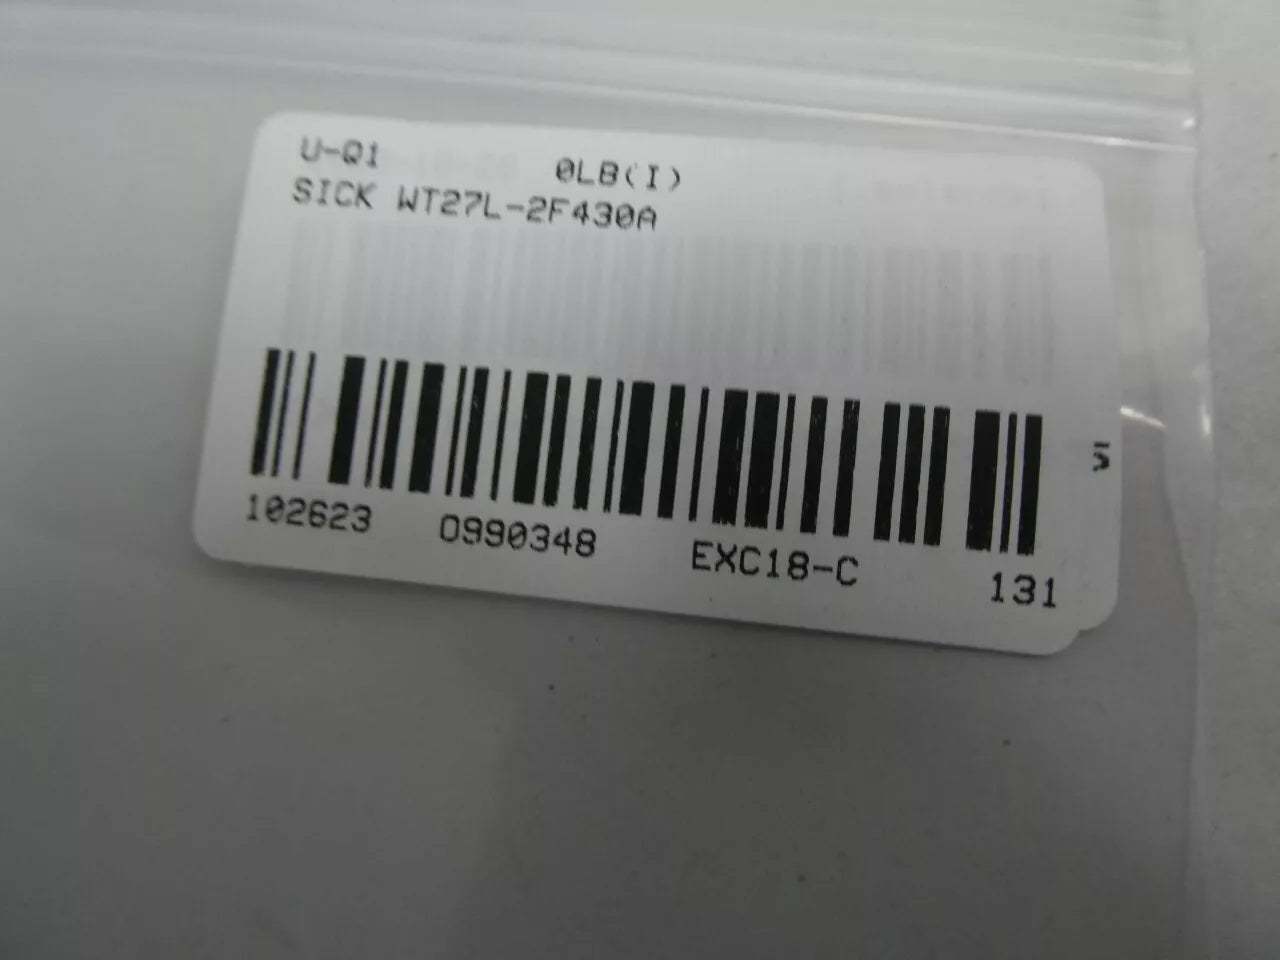 U-Q1 0LB(I)
SICK WT27L-2F430A
102623 0990348 EXC18-C 131